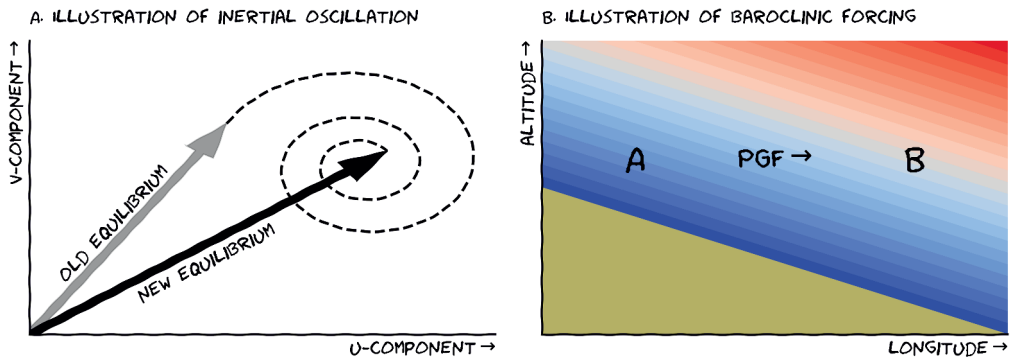 A. ILLUSTRATION OF INERTIAL OSCILLATION
V-COMPONENT →
OLD EQUILIBRIUM
NEW EQUILIBRIUM
U-COMPONENT →
B. ILLUSTRATION OF BAROCLINIC FORCING
ALTITUDE →
A PGF → B
LONGITUDE →